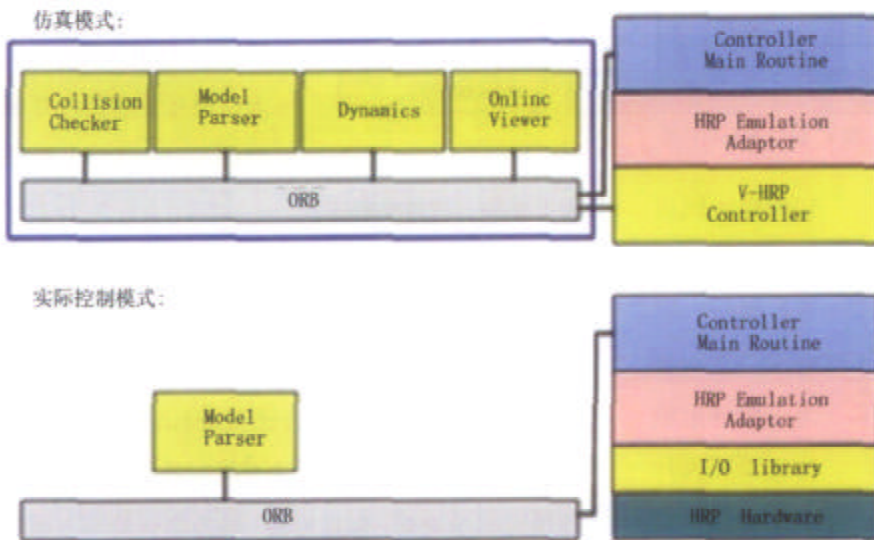 仿真模式:
Collision
Checker
Model
Parser
Dynamics
Onlinc
Viewer
ORB
Controller
Main Routine
HRP Emulation
Adaptor
V-HRP
Controller
实际控制模式:
Model
Parser
ORB
Controller
Main Routine
HRP Emulation
Adaptor
I/O library
HRP Hardware